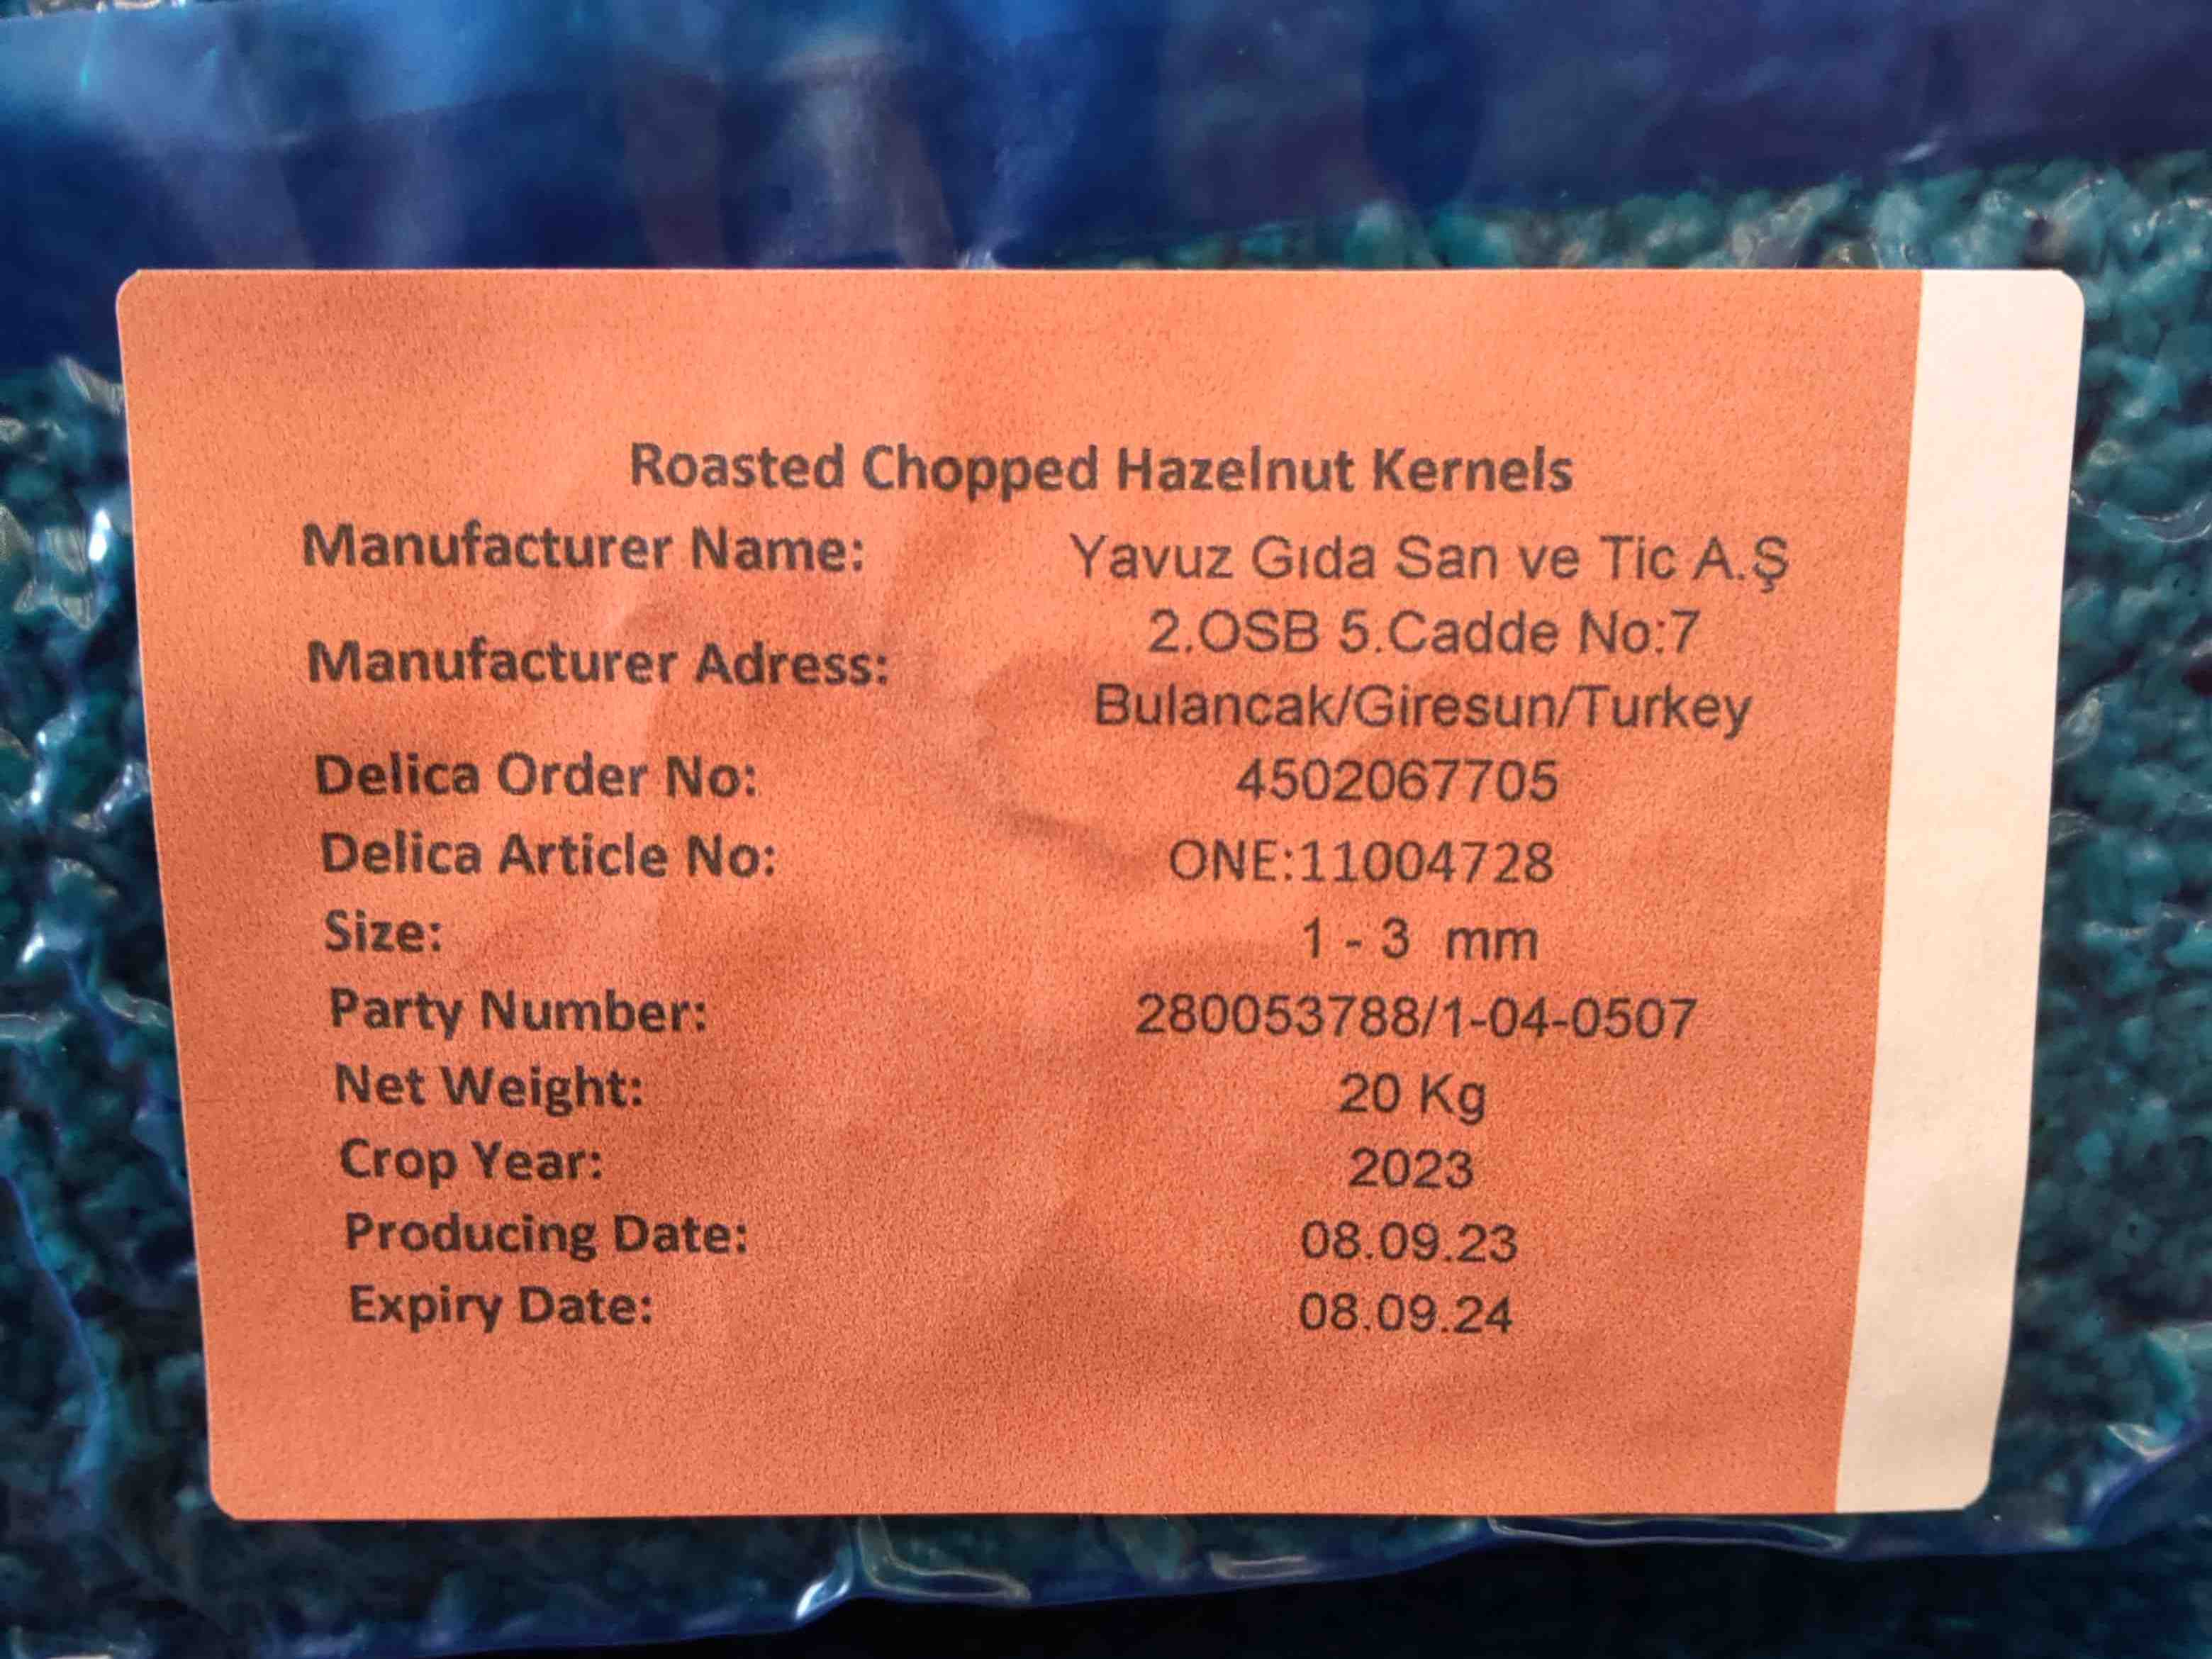 Roasted Chopped Hazelnut Kernels
Manufacturer Name: Yavuz Gıda San ve Tic A.Ş
Manufacturer Adress: 2.OSB 5.Cadde No:7
Bulancak/Giresun/Turkey
Delica Order No: 4502067705
Delica Article No: ONE:11004728
Size: 1 - 3 mm
Party Number: 280053788/1-04-0507
Net Weight: 20 Kg
Crop Year: 2023
Producing Date: 08.09.23
Expiry Date: 08.09.24